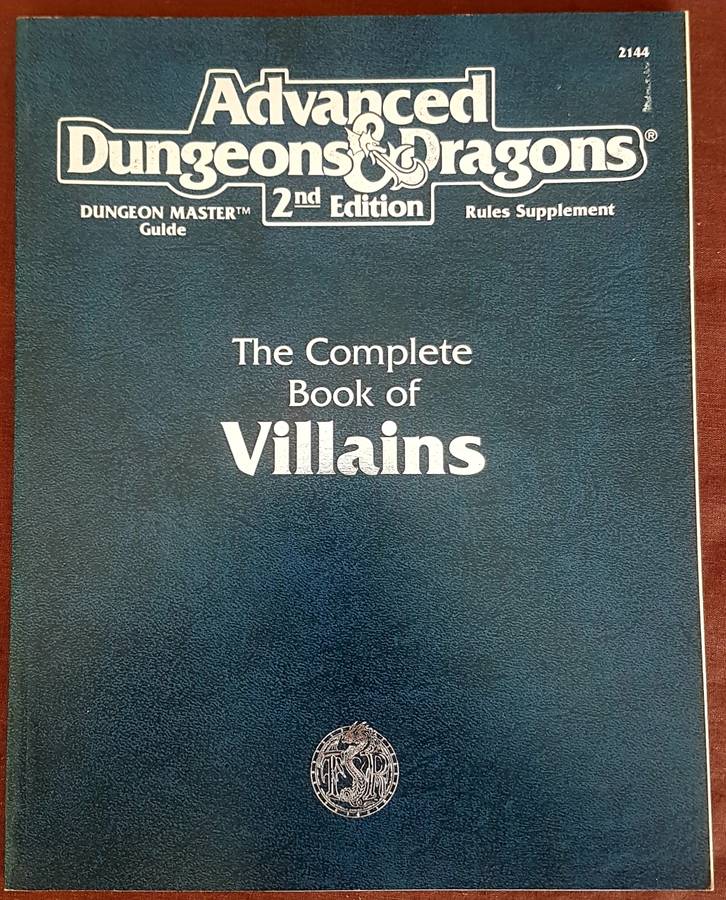 2144
Advanced
Dungeons & Dragons®
2nd Edition
DUNGEON MASTER™
Guide
Rules Supplement
The Complete
Book of
Villains
TSR